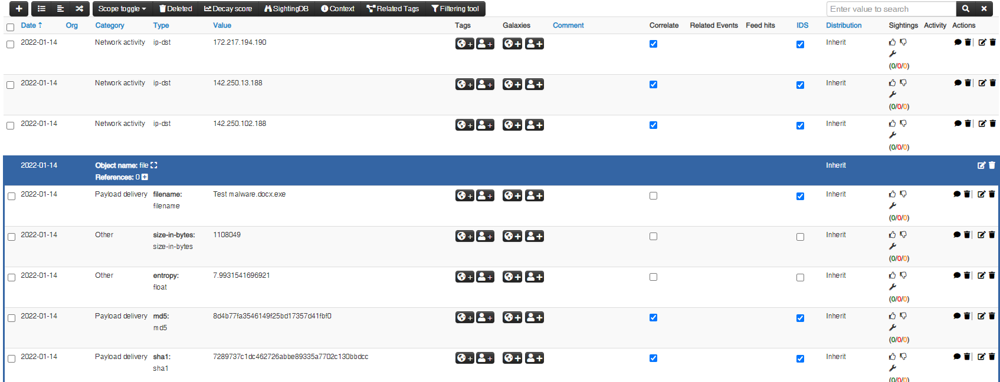 Scope toggle Deleted Decay score SightingDB Context Related Tags Filtering tool Enter value to search
Date Org Category Type Value Tags Galaxies Comment Correlate Related Events Feed hits IDS Distribution Sightings Activity Actions
2022-01-14 Network activity ip-dst 172.217.194.190 Inherit
(0/0/0)
2022-01-14 Network activity ip-dst 142.250.13.188 Inherit
(0/0/0)
2022-01-14 Network activity ip-dst 142.250.102.188 Inherit
(0/0/0)
2022-01-14 Object name: file Inherit
References: 0
2022-01-14 Payload delivery filename: Test malware.docx.exe Inherit
filename
(0/0/0)
2022-01-14 Other size-in-bytes: 1108049 Inherit
size-in-bytes
(0/0/0)
2022-01-14 Other entropy: 7.9931541696921 Inherit
float
(0/0/0)
2022-01-14 Payload delivery md5: 8d4b77fa3546149f25bd17357d41fbf0 Inherit
md5
(0/0/0)
2022-01-14 Payload delivery sha1: 7289737c1dc462726abbe89335a7702c130bbdcc Inherit
sha1
(0/0/0)